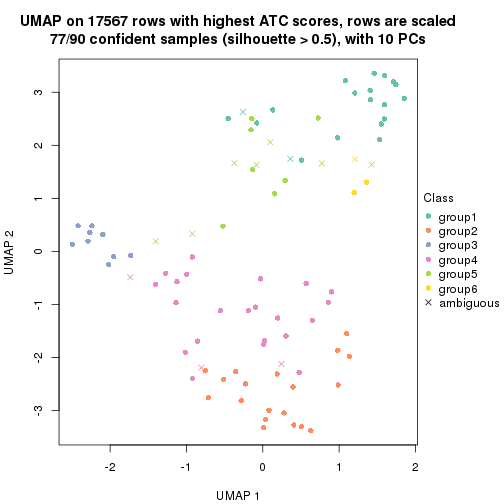 UMAP on 17567 rows with highest ATC scores, rows are scaled
77/90 confident samples (silhouette > 0.5), with 10 PCs
3
2
1
0
-1
-2
-3
UMAP 2
-2
-1
0
1
2
UMAP 1
Class
group1
group2
group3
group4
group5
group6
ambiguous